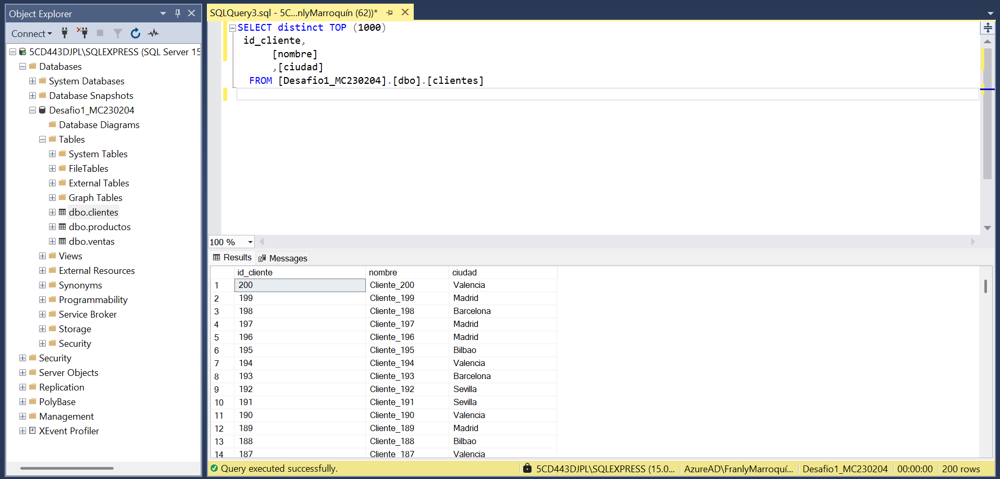 Object Explorer
Connect
5CD443DJPL\SQLEXPRESS (SQL Server 15
Databases
System Databases
Database Snapshots
Desafio1_MC230204
Database Diagrams
Tables
System Tables
FileTables
External Tables
Graph Tables
dbo.clientes
dbo.productos
dbo.ventas
Views
External Resources
Synonyms
Programmability
Service Broker
Storage
Security
Security
Server Objects
Replication
PolyBase
Management
XEvent Profiler
SQLQuery3.sql - 5C...nlyMarroquín (62))*
SELECT distinct TOP (1000)
id_cliente,
[nombre]
,[ciudad]
FROM [Desafio1_MC230204].[dbo].[clientes]
100 %
Results Messages
id_cliente nombre ciudad
1 200 Cliente_200 Valencia
2 199 Cliente_199 Madrid
3 198 Cliente_198 Barcelona
4 197 Cliente_197 Madrid
5 196 Cliente_196 Madrid
6 195 Cliente_195 Bilbao
7 194 Cliente_194 Valencia
8 193 Cliente_193 Barcelona
9 192 Cliente_192 Sevilla
10 191 Cliente_191 Sevilla
11 190 Cliente_190 Valencia
12 189 Cliente_189 Madrid
13 188 Cliente_188 Bilbao
14 187 Cliente_187 Valencia
Query executed successfully. 5CD443DJPL\SQLEXPRESS (15.0... AzureAD\FranlyMarroquí... Desafio1_MC230204 00:00:00 200 rows